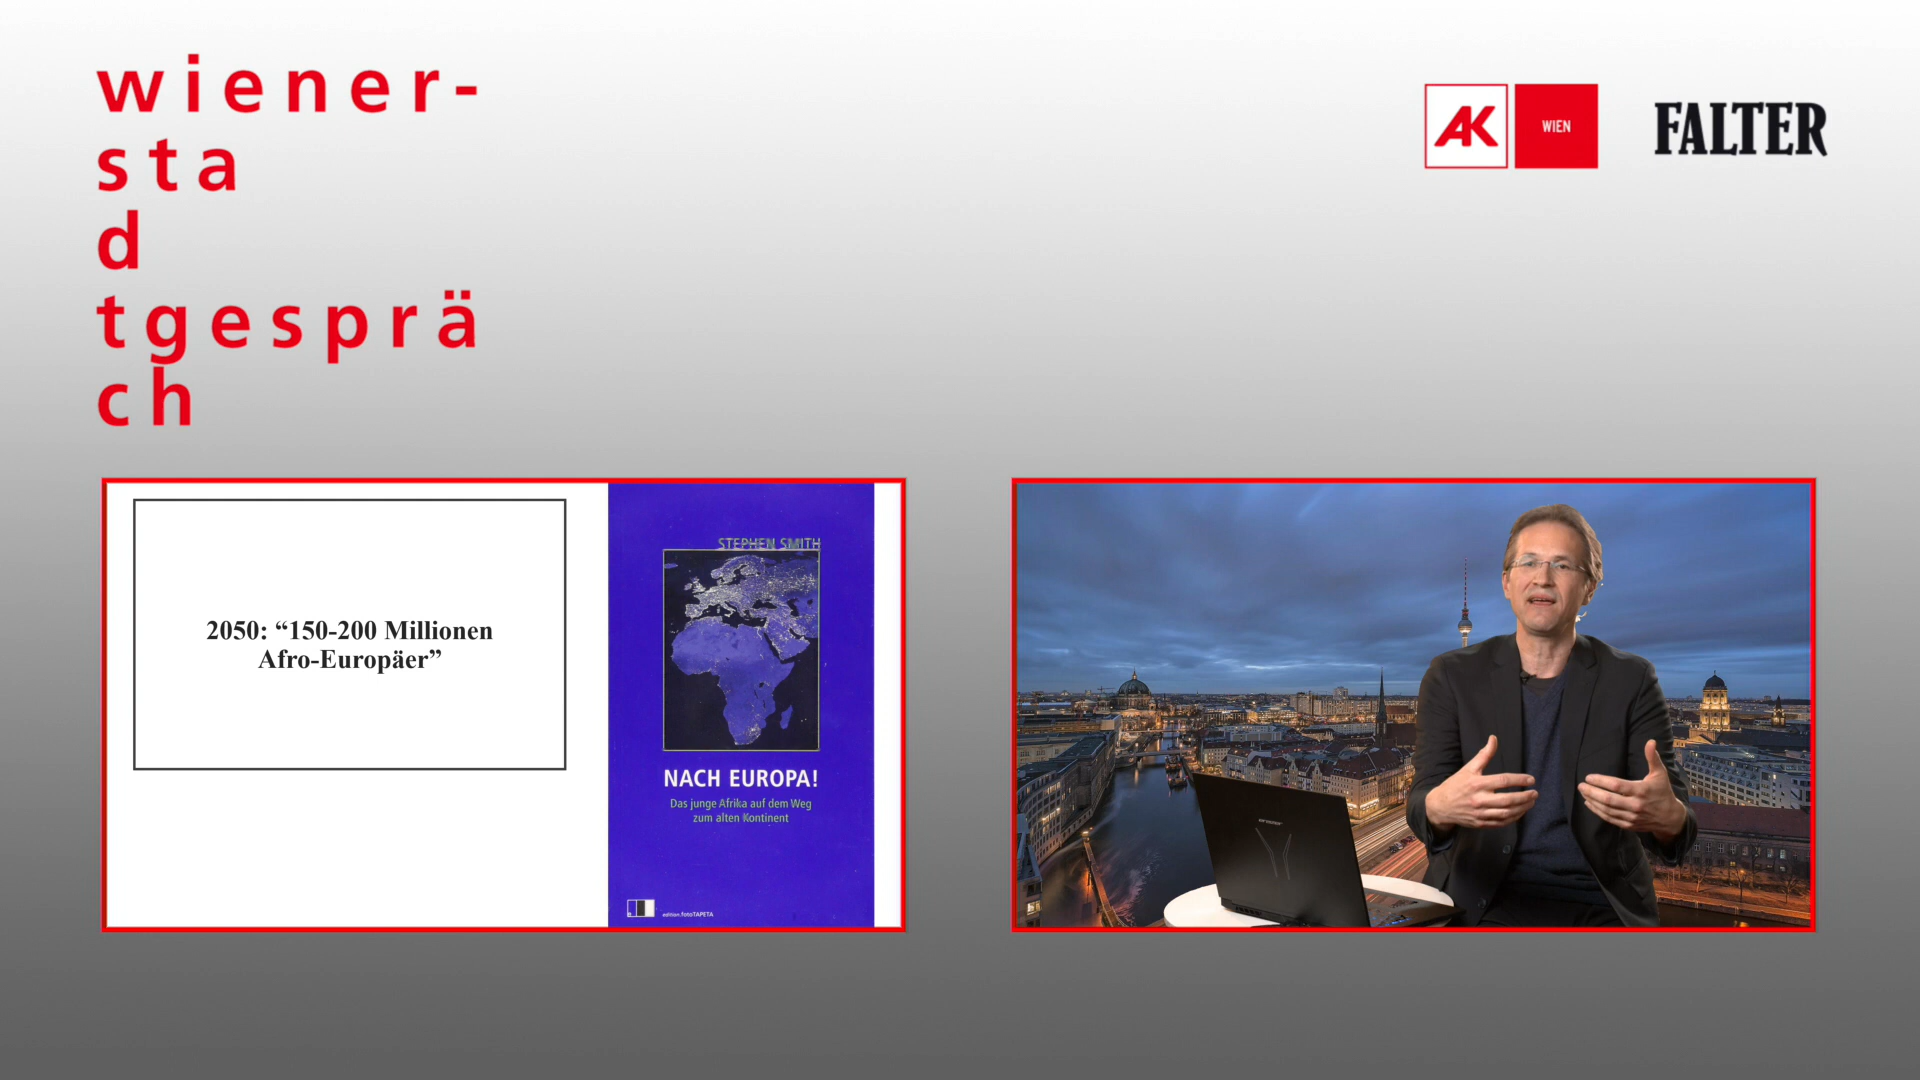 wiener-
sta
d
tgesprä
ch
AK
WIEN
FALTER
2050: “150-200 Millionen
Afro-Europäer”
STEPHEN SMITH
NACH EUROPA!
Das junge Afrika auf dem Weg
zum alten Kontinent
edition.fotoTAPETA